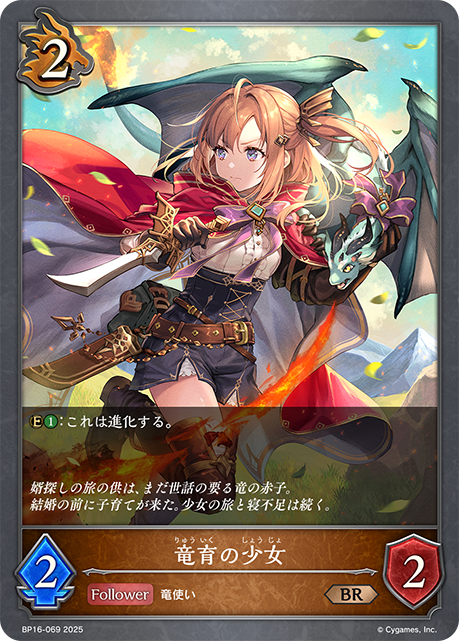 2
E1:これは進化する。
婿探しの旅の供は、まだ世話の要る竜の赤子。
結婚の前に子育てが来た。少女の旅と寝不足は続く。
りゅういく しょうじょ
竜育の少女
2
Follower 竜使い
BR
2
BP16-069 2025
© Cygames, Inc.